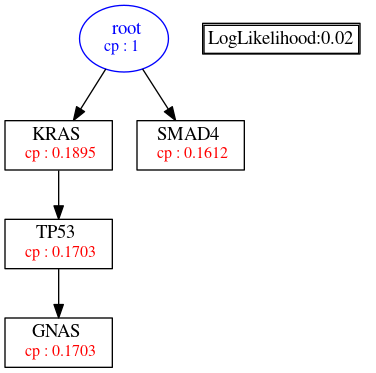 root
cp : 1
LogLikelihood:0.02
KRAS
cp : 0.1895
SMAD4
cp : 0.1612
TP53
cp : 0.1703
GNAS
cp : 0.1703